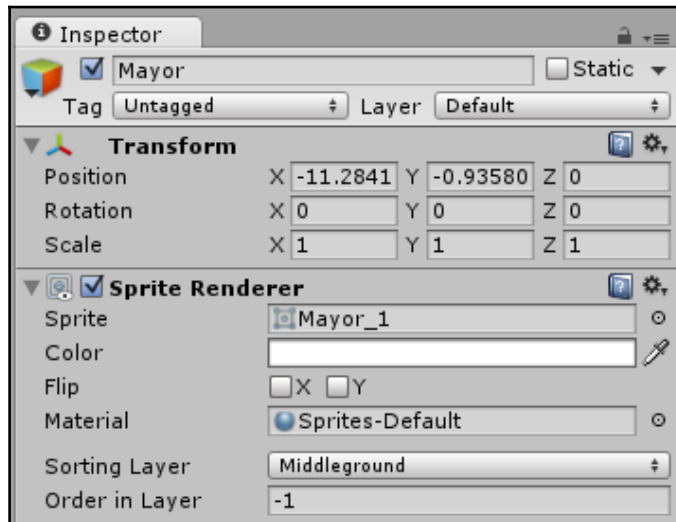 Inspector
Mayor Static
Tag Untagged Layer Default
Transform
Position X -11.2841 Y -0.93580 Z 0
Rotation X 0 Y 0 Z 0
Scale X 1 Y 1 Z 1
Sprite Renderer
Sprite Mayor_1
Color
Flip X Y
Material Sprites-Default
Sorting Layer Middleground
Order in Layer -1